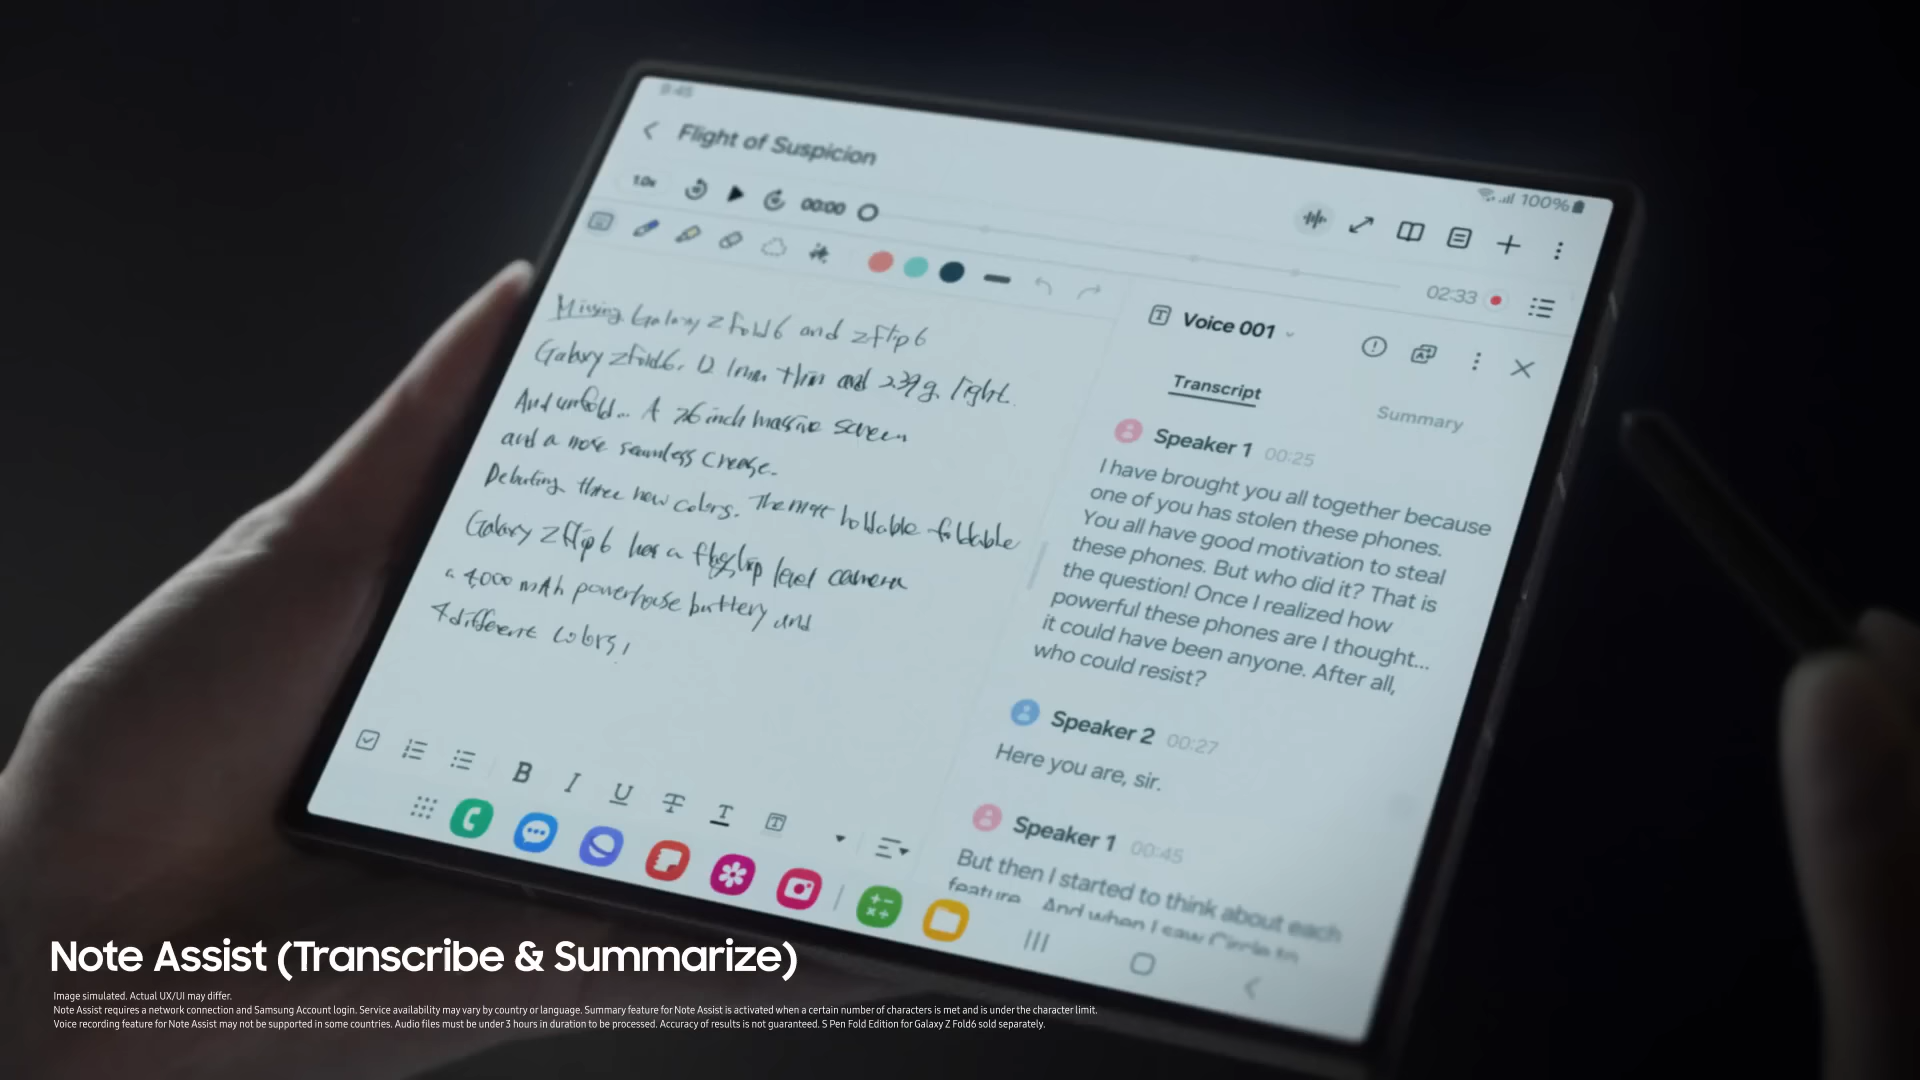 9:45
100%
Flight of Suspicion
1.0x
00:00
02:33
Missing Galaxy Z Fold6 and Z flip6
Galaxy Z Fold6. 12.1mm thin and 239g light.
And unfold... A 7.6 inch massive screen
and a more seamless crease.
Debuting three new colors. The most holdable foldable
Galaxy Z flip6 has a flagship level camera
a 4,000 mAh powerhouse battery and
4 different colors!
Voice 001
Transcript
Summary
Speaker 1 00:25
I have brought you all together because
one of you has stolen these phones.
You all have good motivation to steal
these phones. But who did it? That is
the question! Once I realized how
powerful these phones are I thought...
it could have been anyone. After all,
who could resist?
Speaker 2 00:27
Here you are, sir.
Speaker 1 00:45
But then I started to think about each
feature. And when I saw Circle to
B I U T T T
Note Assist (Transcribe & Summarize)
Image simulated. Actual UX/UI may differ.
Note Assist requires a network connection and Samsung Account login. Service availability may vary by country or language. Summary feature for Note Assist is activated when a certain number of characters is met and is under the character limit.
Voice recording feature for Note Assist may not be supported in some countries. Audio files must be under 3 hours in duration to be processed. Accuracy of results is not guaranteed. S Pen Fold Edition for Galaxy Z Fold6 sold separately.